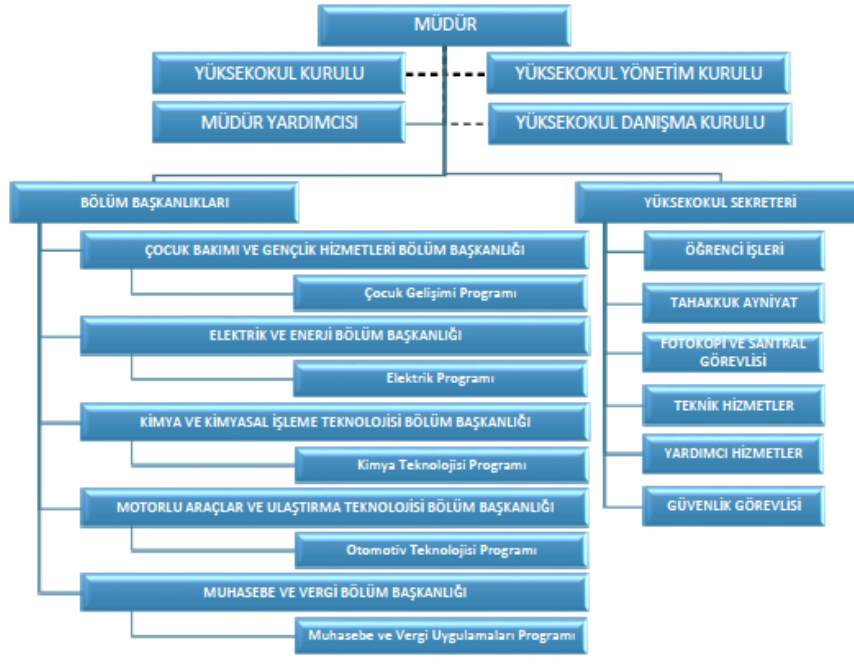 MÜDÜR
YÜKSEKOKUL KURULU
YÜKSEKOKUL YÖNETİM KURULU
MÜDÜR YARDIMCISI
YÜKSEKOKUL DANIŞMA KURULU
BÖLÜM BAŞKANLIKLARI
ÇOCUK BAKIMI VE GENÇLİK HİZMETLERİ BÖLÜM BAŞKANLIĞI
Çocuk Gelişimi Programı
ELEKTRİK VE ENERJİ BÖLÜM BAŞKANLIĞI
Elektrik Programı
KİMYA VE KİMYASAL İŞLEME TEKNOLOJİSİ BÖLÜM BAŞKANLIĞI
Kimya Teknolojisi Programı
MOTORLU ARAÇLAR VE ULAŞTIRMA TEKNOLOJİSİ BÖLÜM BAŞKANLIĞI
Otomotiv Teknolojisi Programı
MUHASEBE VE VERGİ BÖLÜM BAŞKANLIĞI
Muhasebe ve Vergi Uygulamaları Programı
YÜKSEKOKUL SEKRETERİ
ÖĞRENCİ İŞLERİ
TAHAKKUK AYNİYAT
FOTOKOPİ VE SANTRAL
GÖREVLİSİ
TEKNİK HİZMETLER
YARDIMCI HİZMETLER
GÜVENLİK GÖREVLİSİ